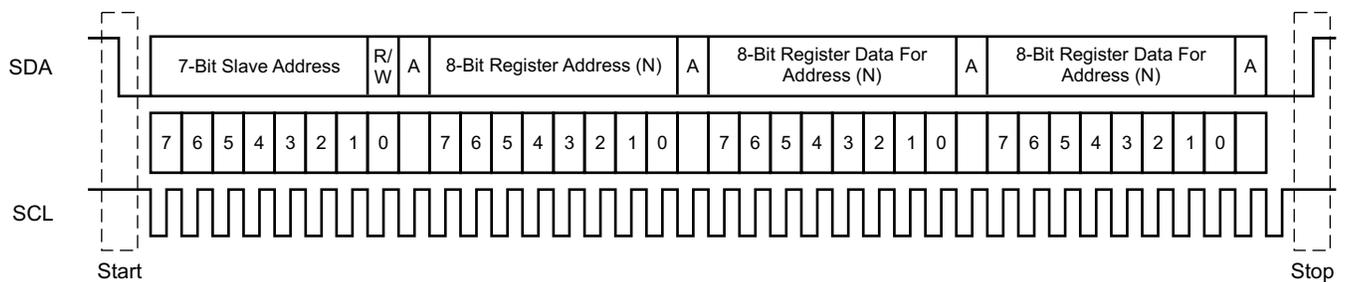 SDA
7-Bit Slave Address
R/
W
A
8-Bit Register Address (N)
A
8-Bit Register Data For
Address (N)
A
8-Bit Register Data For
Address (N)
A
7 6 5 4 3 2 1 0 7 6 5 4 3 2 1 0 7 6 5 4 3 2 1 0 7 6 5 4 3 2 1 0
SCL
Start
Stop